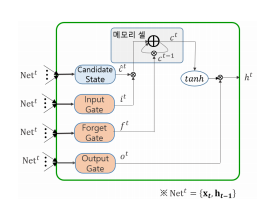 메모리 셀
c^t
c^{t-1}
Net^t
Candidate
State
ĉ^t
tanh
h^t
Net^t
Input
Gate
i^t
Net^t
Forget
Gate
f^t
Net^t
Output
Gate
o^t
※ Net^t = {x_t, h_{t-1}}